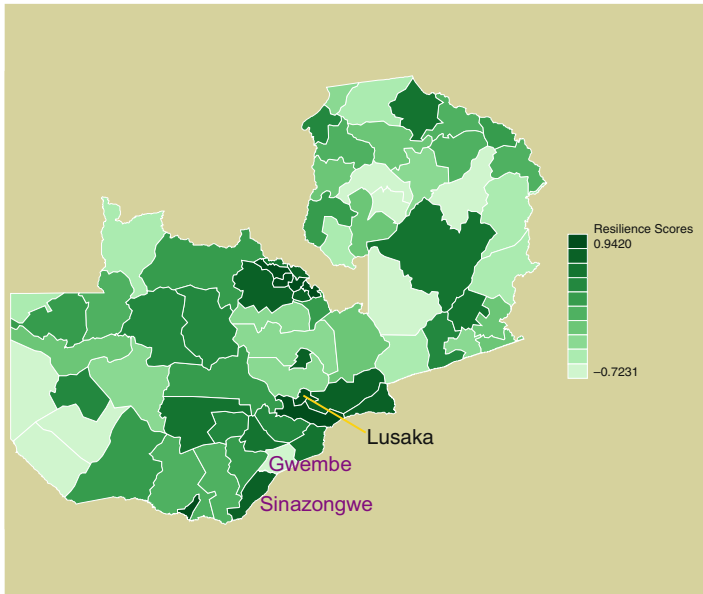 Resilience Scores
0.9420
−0.7231
Lusaka
Gwembe
Sinazongwe